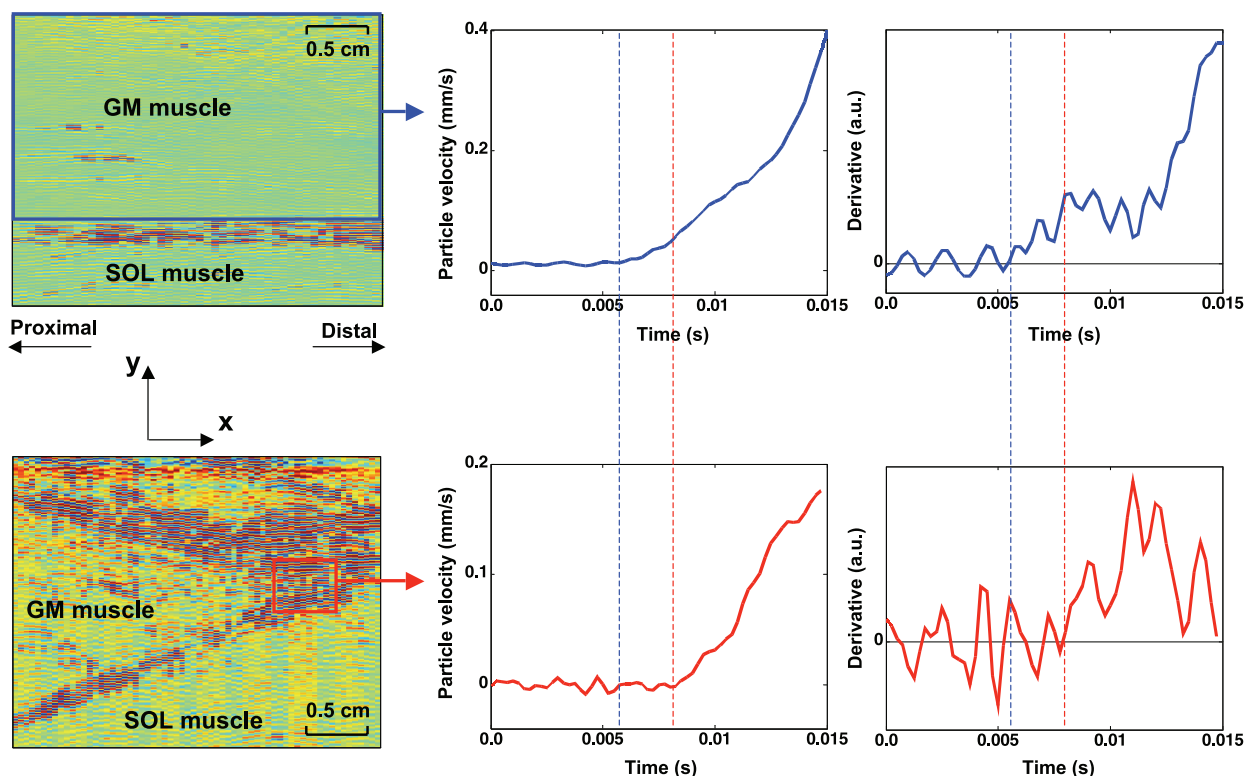 0.5 cm
GM muscle
SOL muscle
Proximal
Distal
Particle velocity (mm/s)
0.4
0.2
0
0.0
0.005
0.01
0.015
Time (s)
Derivative (a.u.)
0
0.0
0.005
0.01
0.015
Time (s)
y
x
GM muscle
SOL muscle
0.5 cm
Particle velocity (mm/s)
0.2
0.1
0
0.0
0.005
0.01
0.015
Time (s)
Derivative (a.u.)
0
0.0
0.005
0.01
0.015
Time (s)